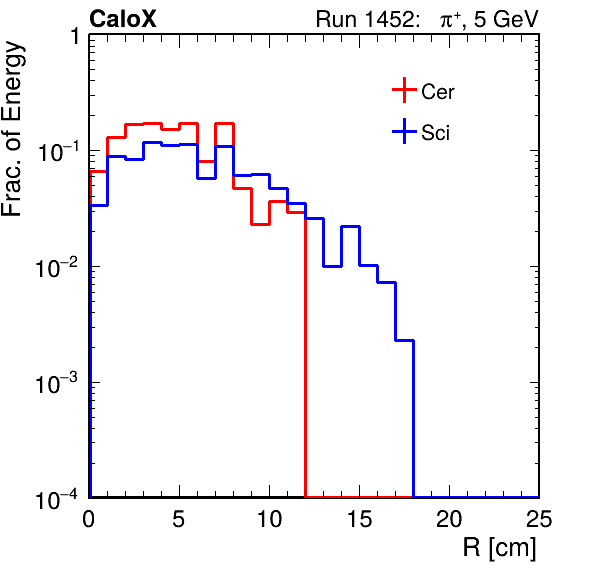 CaloX Run 1452: π⁺, 5 GeV
Frac. of Energy
1
10⁻¹
10⁻²
10⁻³
10⁻⁴
Cer
Sci
0 5 10 15 20 25
R [cm]